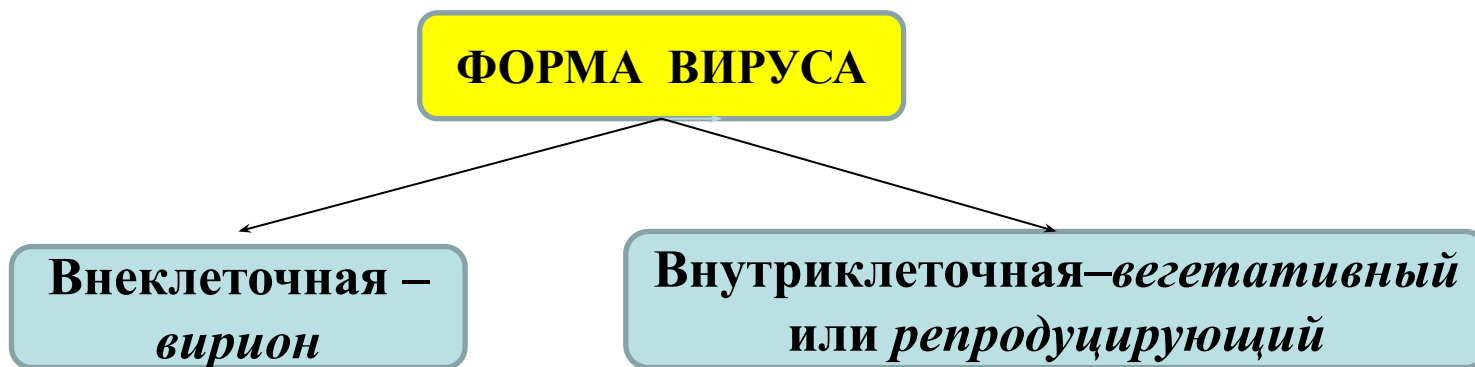 ФОРМА ВИРУСА
Внеклеточная –
вирион
Внутриклеточная–вегетативный
или репродуцирующий